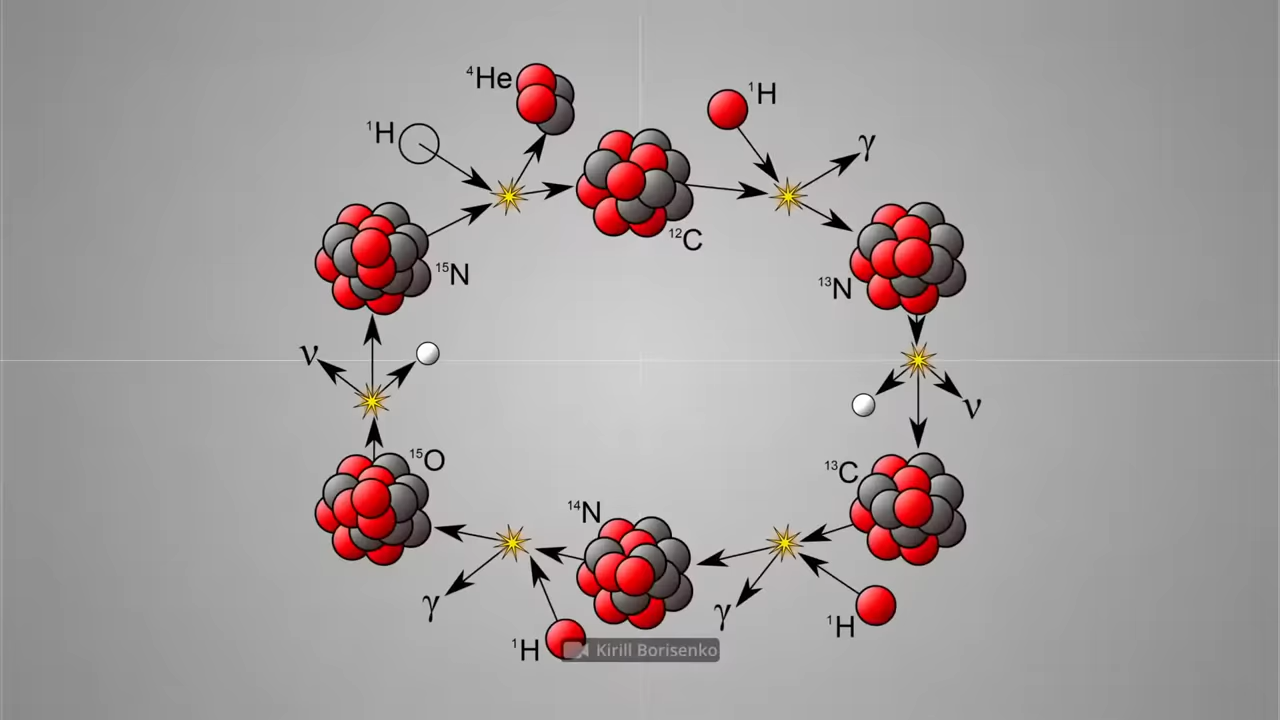 ⁴He
¹H
¹H
γ
¹²C
¹⁵N
¹³N
ν
ν
¹⁵O
¹³C
¹⁴N
γ
γ
¹H
¹H
Kirill Borisenko